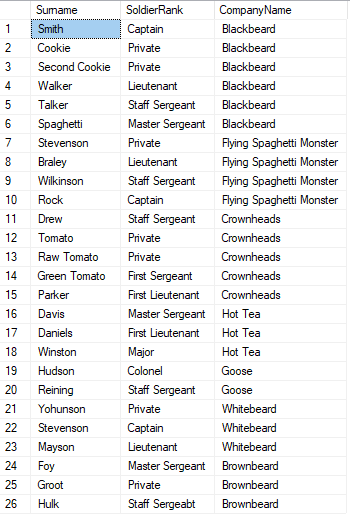 Surname SoldierRank CompanyName
1 Smith Captain Blackbeard
2 Cookie Private Blackbeard
3 Second Cookie Private Blackbeard
4 Walker Lieutenant Blackbeard
5 Talker Staff Sergeant Blackbeard
6 Spaghetti Master Sergeant Blackbeard
7 Stevenson Private Flying Spaghetti Monster
8 Braley Lieutenant Flying Spaghetti Monster
9 Wilkinson Staff Sergeant Flying Spaghetti Monster
10 Rock Captain Flying Spaghetti Monster
11 Drew Staff Sergeant Crownheads
12 Tomato Private Crownheads
13 Raw Tomato Private Crownheads
14 Green Tomato First Sergeant Crownheads
15 Parker First Lieutenant Crownheads
16 Davis Master Sergeant Hot Tea
17 Daniels First Lieutenant Hot Tea
18 Winston Major Hot Tea
19 Hudson Colonel Goose
20 Reining Staff Sergeant Goose
21 Yohunson Private Whitebeard
22 Stevenson Captain Whitebeard
23 Mayson Lieutenant Whitebeard
24 Foy Master Sergeant Brownbeard
25 Groot Private Brownbeard
26 Hulk Staff Sergeabt Brownbeard